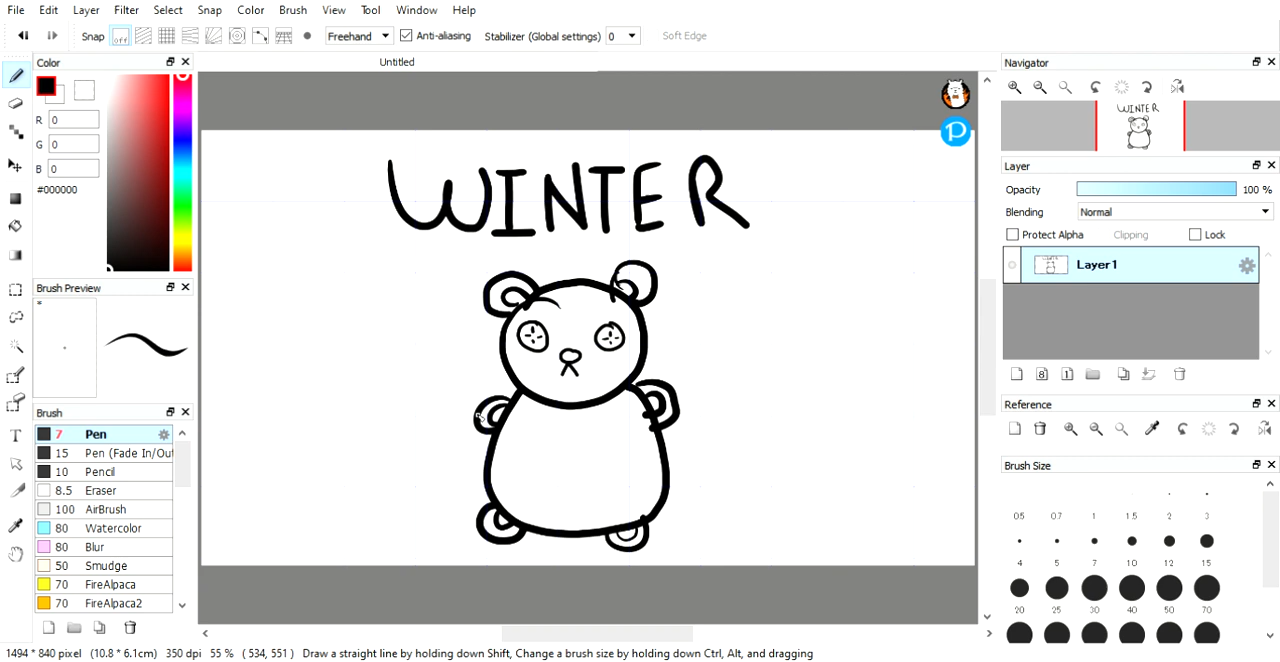 File Edit Layer Filter Select Snap Color Brush View Tool Window Help
Snap off Freehand Anti-aliasing Stabilizer (Global settings) 0 Soft Edge
Color
R 0
G 0
B 0
#000000
Brush Preview
*
Brush
7 Pen
15 Pen (Fade In/Out
10 Pencil
8.5 Eraser
100 AirBrush
80 Watercolor
80 Blur
50 Smudge
70 FireAlpaca
70 FireAlpaca2
Untitled
WINTER
P
Navigator
WINTER
Layer
Opacity 100 %
Blending Normal
Protect Alpha Clipping Lock
Layer1
8 1
Reference
Brush Size
0.5 0.7 1 1.5 2 3
4 5 7 10 12 15
20 25 30 40 50 70
1494 * 840 pixel (10.8 * 6.1cm) 350 dpi 55 % ( 534, 551 ) Draw a straight line by holding down Shift, Change a brush size by holding down Ctrl, Alt, and dragging